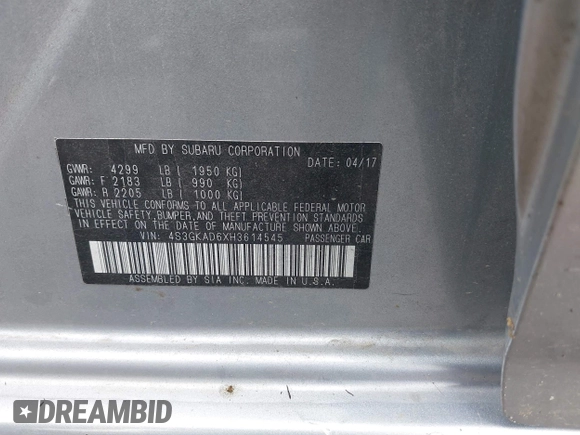 MFD BY SUBARU CORPORATION
GVWR: 4299 LB ( 1950 KG) DATE: 04/17
GAWR: F 2183 LB ( 990 KG)
GAWR: R 2205 LB ( 1000 KG)
THIS VEHICLE CONFORMS TO ALL APPLICABLE FEDERAL MOTOR
VEHICLE SAFETY, BUMPER, AND THEFT PREVENTION STANDARDS
IN EFFECT ON THE DATE OF MANUFACTURE SHOWN ABOVE.
VIN: 4S3GKAD6XH3614545 PASSENGER CAR
ASSEMBLED BY SIA INC. MADE IN U.S.A.
DREAMBID